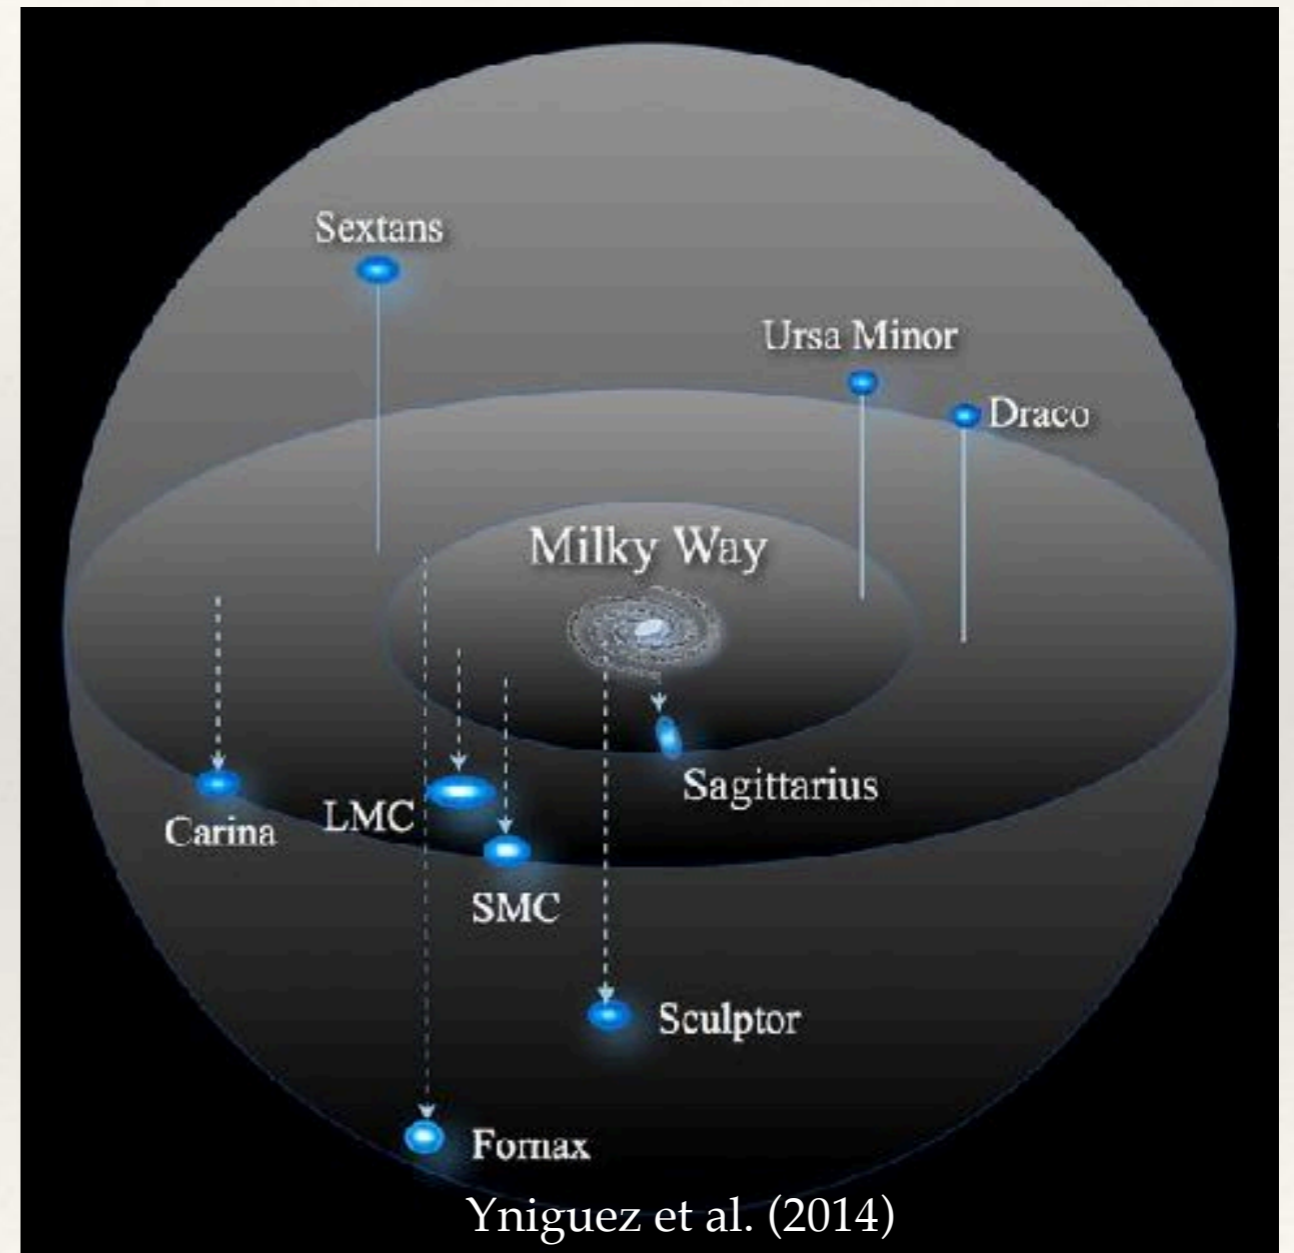 Sextans
Ursa Minor
Draco
Milky Way
Sagittarius
LMC
Carina
SMC
Sculptor
Fornax
Yniguez et al. (2014)